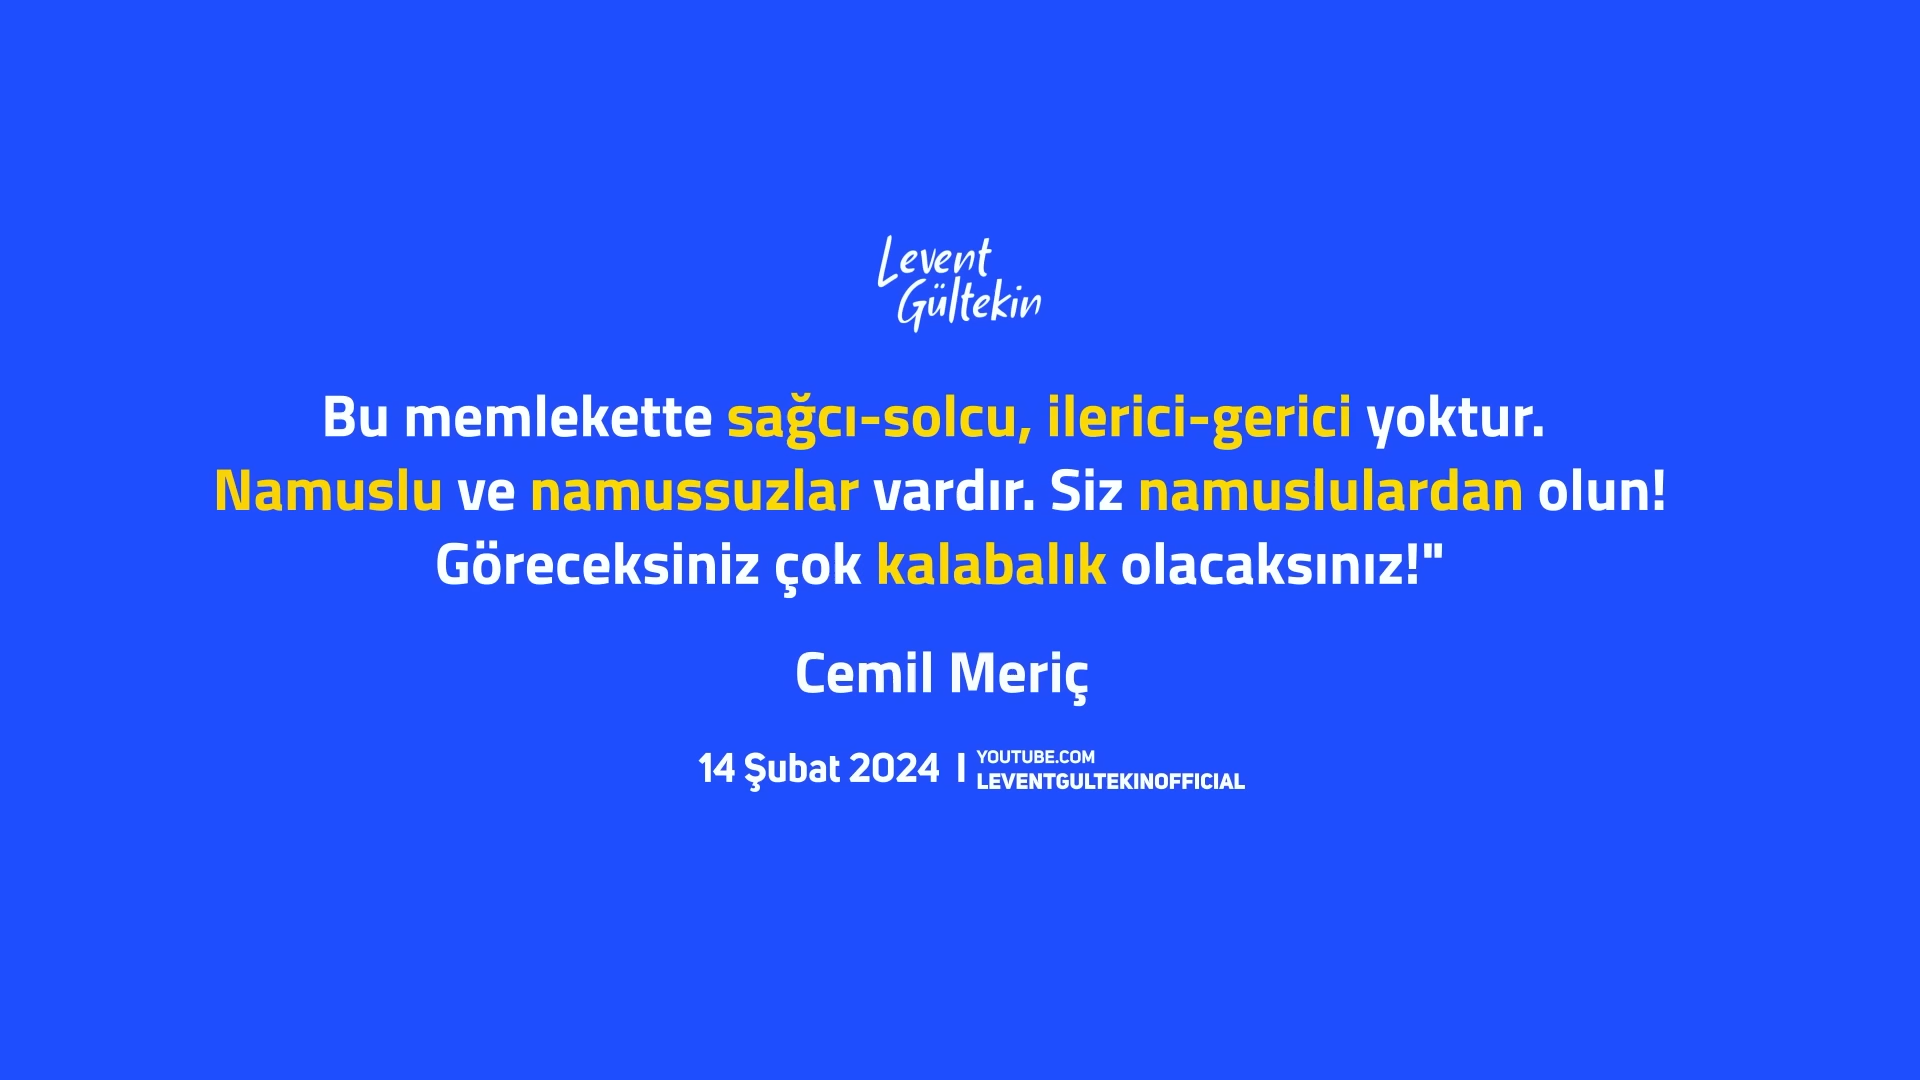 Levent
Gültekin
Bu memlekette sağcı-solcu, ilerici-gerici yoktur.
Namuslu ve namussuzlar vardır. Siz namuslulardan olun!
Göreceksiniz çok kalabalık olacaksınız!"
Cemil Meriç
14 Şubat 2024 | YOUTUBE.COM
LEVENTGULTEKINOFFICIAL